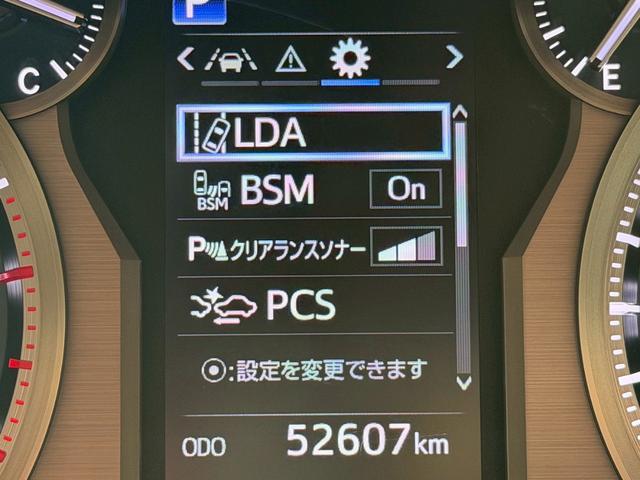 P
C
E
LDA
BSM BSM On
P クリアランスソナー
PCS
⦿:設定を変更できます
ODO 52607km